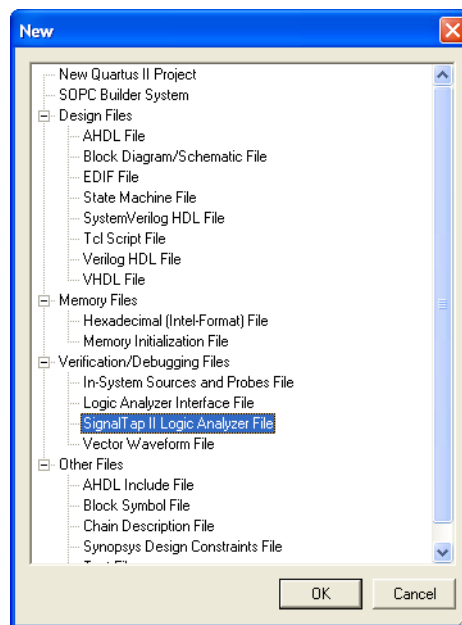 New
New Quartus II Project
SOPC Builder System
Design Files
AHDL File
Block Diagram/Schematic File
EDIF File
State Machine File
SystemVerilog HDL File
Tcl Script File
Verilog HDL File
VHDL File
Memory Files
Hexadecimal (Intel-Format) File
Memory Initialization File
Verification/Debugging Files
In-System Sources and Probes File
Logic Analyzer Interface File
SignalTap II Logic Analyzer File
Vector Waveform File
Other Files
AHDL Include File
Block Symbol File
Chain Description File
Synopsys Design Constraints File
OK Cancel